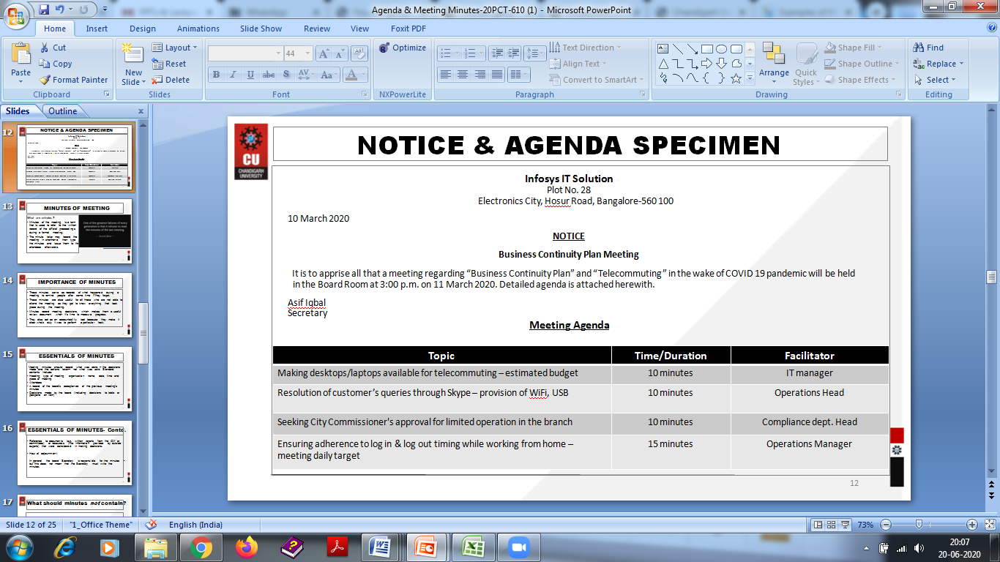 Agenda & Meeting Minutes-20PCT-610 (1) - Microsoft PowerPoint
Home Insert Design Animations Slide Show Review View Foxit PDF
Paste
Cut
Copy
Format Painter
Clipboard
New Slide
Layout
Reset
Delete
Slides
44
B I U abc S AV Aa A
Font
Optimize
NXPowerLite
Text Direction
Align Text
Convert to SmartArt
Paragraph
Arrange
Quick Styles
Shape Fill
Shape Outline
Shape Effects
Drawing
Find
Replace
Select
Editing
Slides Outline x
12
NOTICE & AGENDA SPECIMEN
13
MINUTES OF MEETING
14
IMPORTANCE OF MINUTES
15
ESSENTIALS OF MINUTES
16
ESSENTIALS OF MINUTES- Contd.
17
What should minutes not contain?
CU
CHANDIGARH
UNIVERSITY
NOTICE & AGENDA SPECIMEN
Infosys IT Solution
Plot No. 28
Electronics City, Hosur Road, Bangalore-560 100
10 March 2020
NOTICE
Business Continuity Plan Meeting
It is to apprise all that a meeting regarding “Business Continuity Plan” and “Telecommuting” in the wake of COVID 19 pandemic will be held
in the Board Room at 3:00 p.m. on 11 March 2020. Detailed agenda is attached herewith.
Asif Iqbal
Secretary
Meeting Agenda
Topic Time/Duration Facilitator
Making desktops/laptops available for telecommuting – estimated budget 10 minutes IT manager
Resolution of customer’s queries through Skype – provision of WiFi, USB 10 minutes Operations Head
Seeking City Commissioner's approval for limited operation in the branch 10 minutes Compliance dept. Head
Ensuring adherence to log in & log out timing while working from home – 15 minutes Operations Manager
meeting daily target
12
Slide 12 of 25 "1_Office Theme" English (India) 73%
20:07
20-06-2020